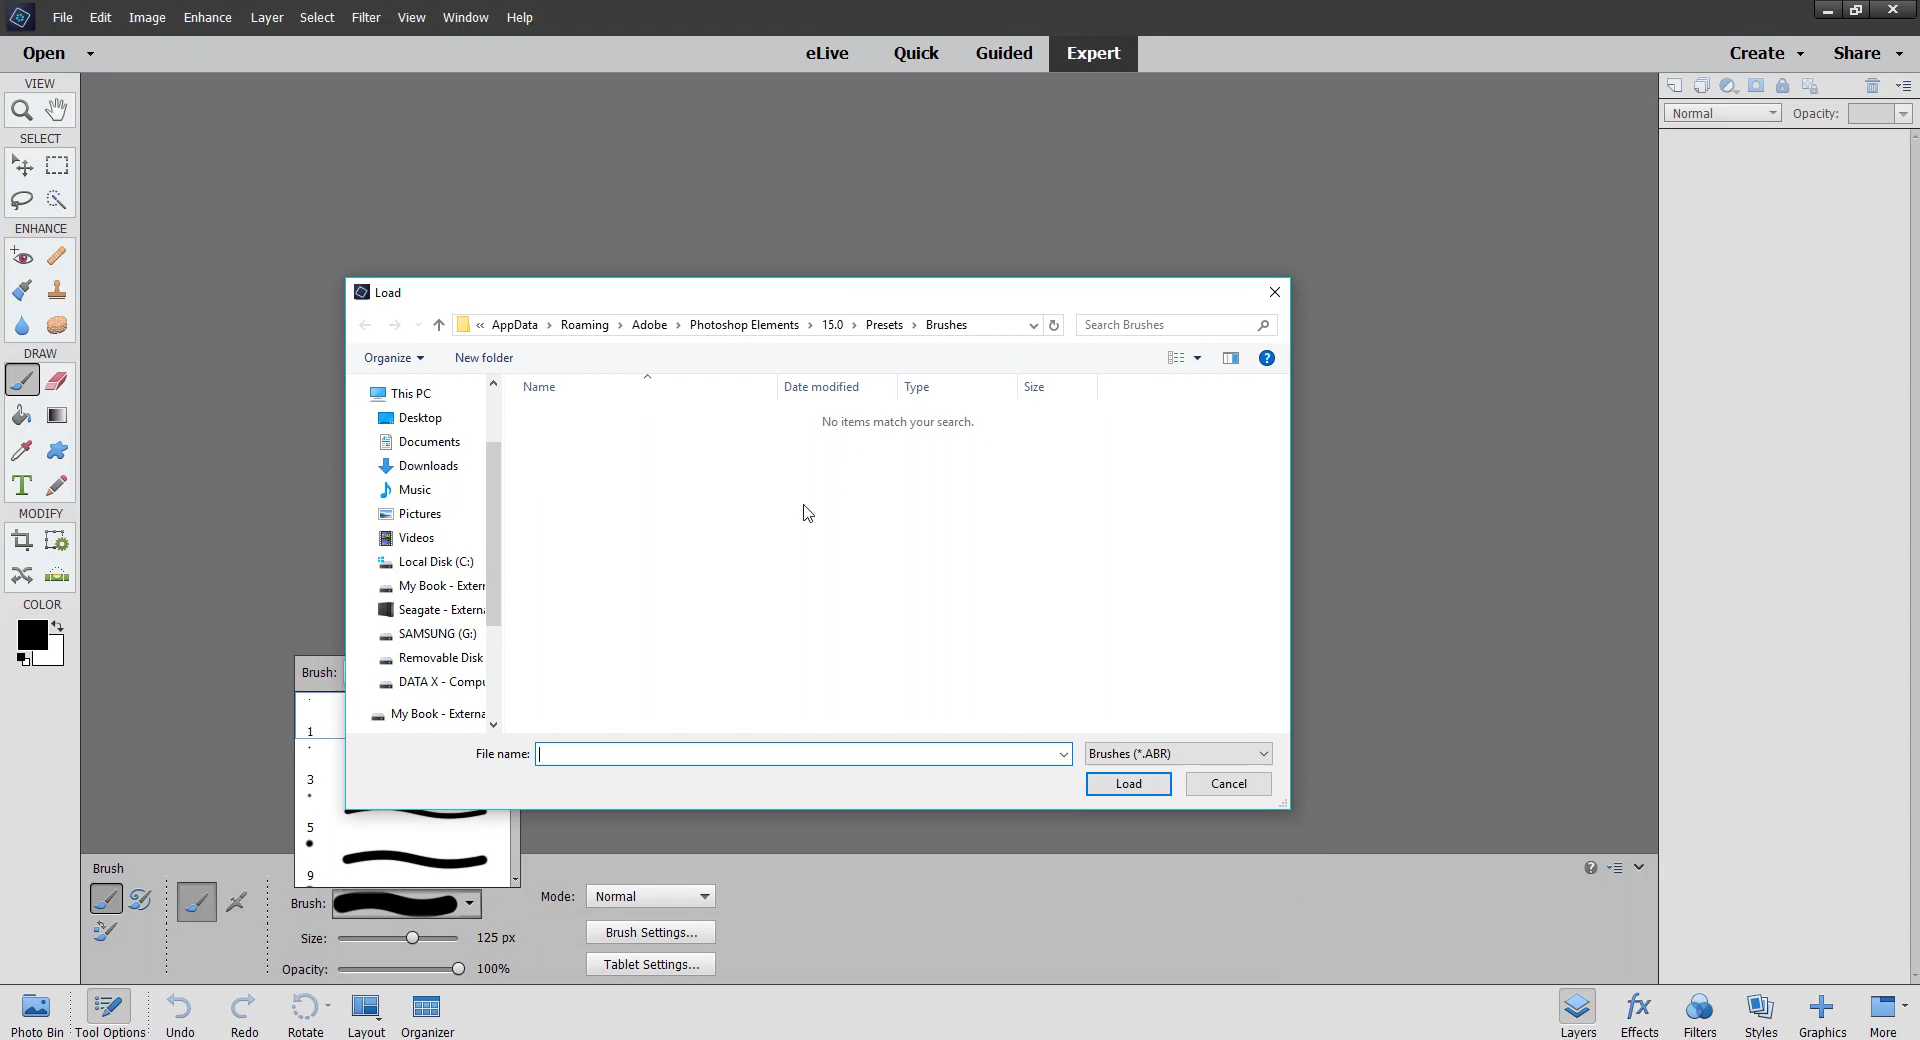 File Edit Image Enhance Layer Select Filter View Window Help
Open eLive Quick Guided Expert Create Share
VIEW
SELECT
ENHANCE
DRAW
MODIFY
COLOR
Normal Opacity:
Load
« AppData › Roaming › Adobe › Photoshop Elements › 15.0 › Presets › Brushes
Search Brushes
Organize New folder
Name Date modified Type Size
No items match your search.
This PC
Desktop
Documents
Downloads
Music
Pictures
Videos
Local Disk (C:)
My Book - Extern
Seagate - Externa
SAMSUNG (G:)
Removable Disk
DATA X - Compu
My Book - Externa
File name: Brushes (*.ABR)
Load Cancel
Brush:
1
3
5
9
Brush
Brush: Mode: Normal
Size: 125 px Brush Settings...
Opacity: 100% Tablet Settings...
Photo Bin Tool Options Undo Redo Rotate Layout Organizer Layers Effects Filters Styles Graphics More